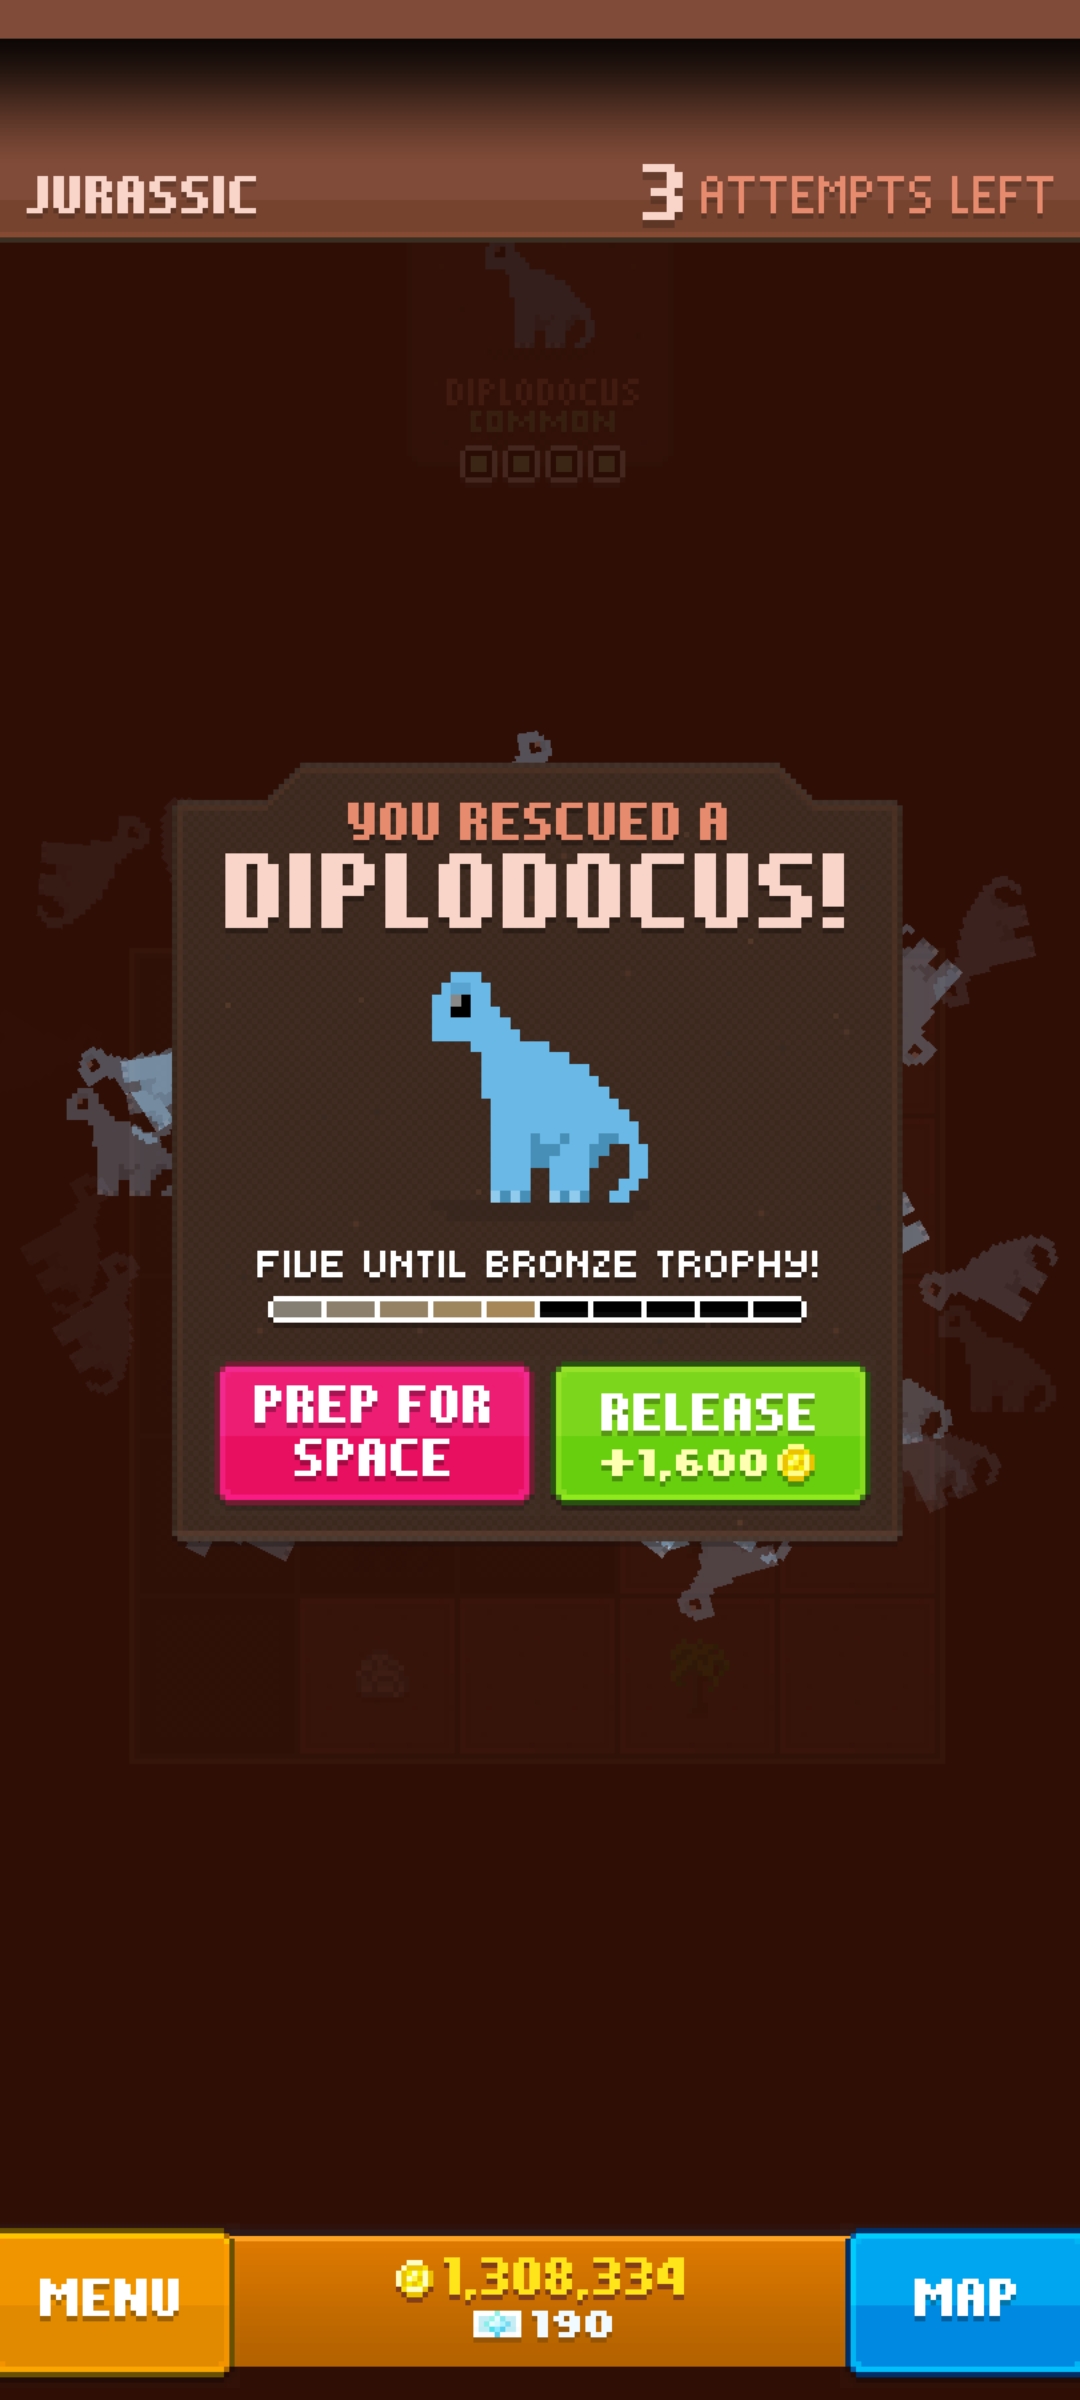 JURASSIC
3 ATTEMPTS LEFT
DIPLODOCUS
COMMON
YOU RESCUED A
DIPLODOCUS!
FIVE UNTIL BRONZE TROPHY!
PREP FOR
SPACE
RELEASE
+1,600
MENU
1,308,334
190
MAP